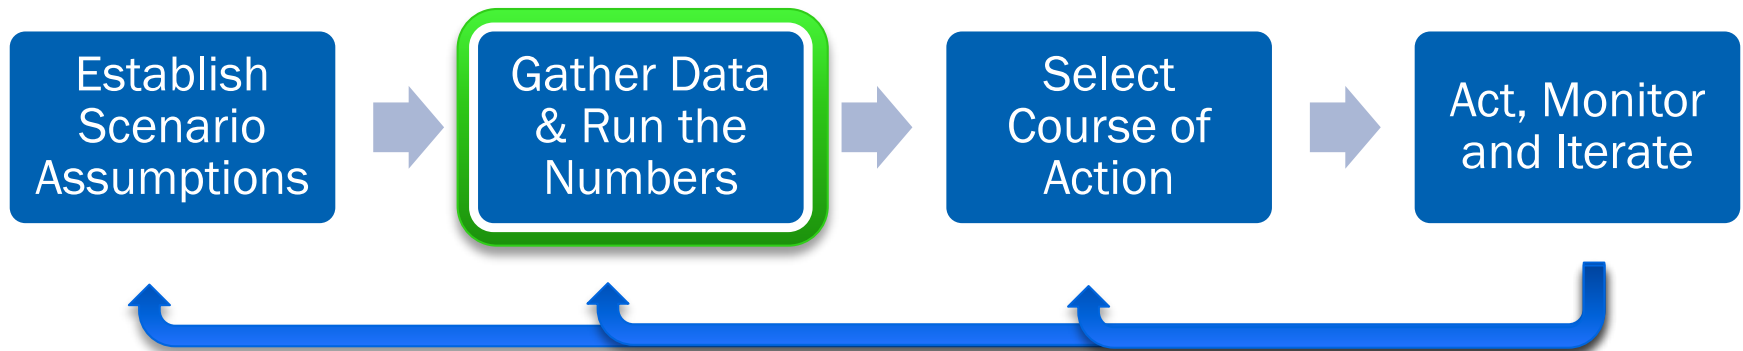 Establish
Scenario
Assumptions
Gather Data
& Run the
Numbers
Select
Course of
Action
Act, Monitor
and Iterate